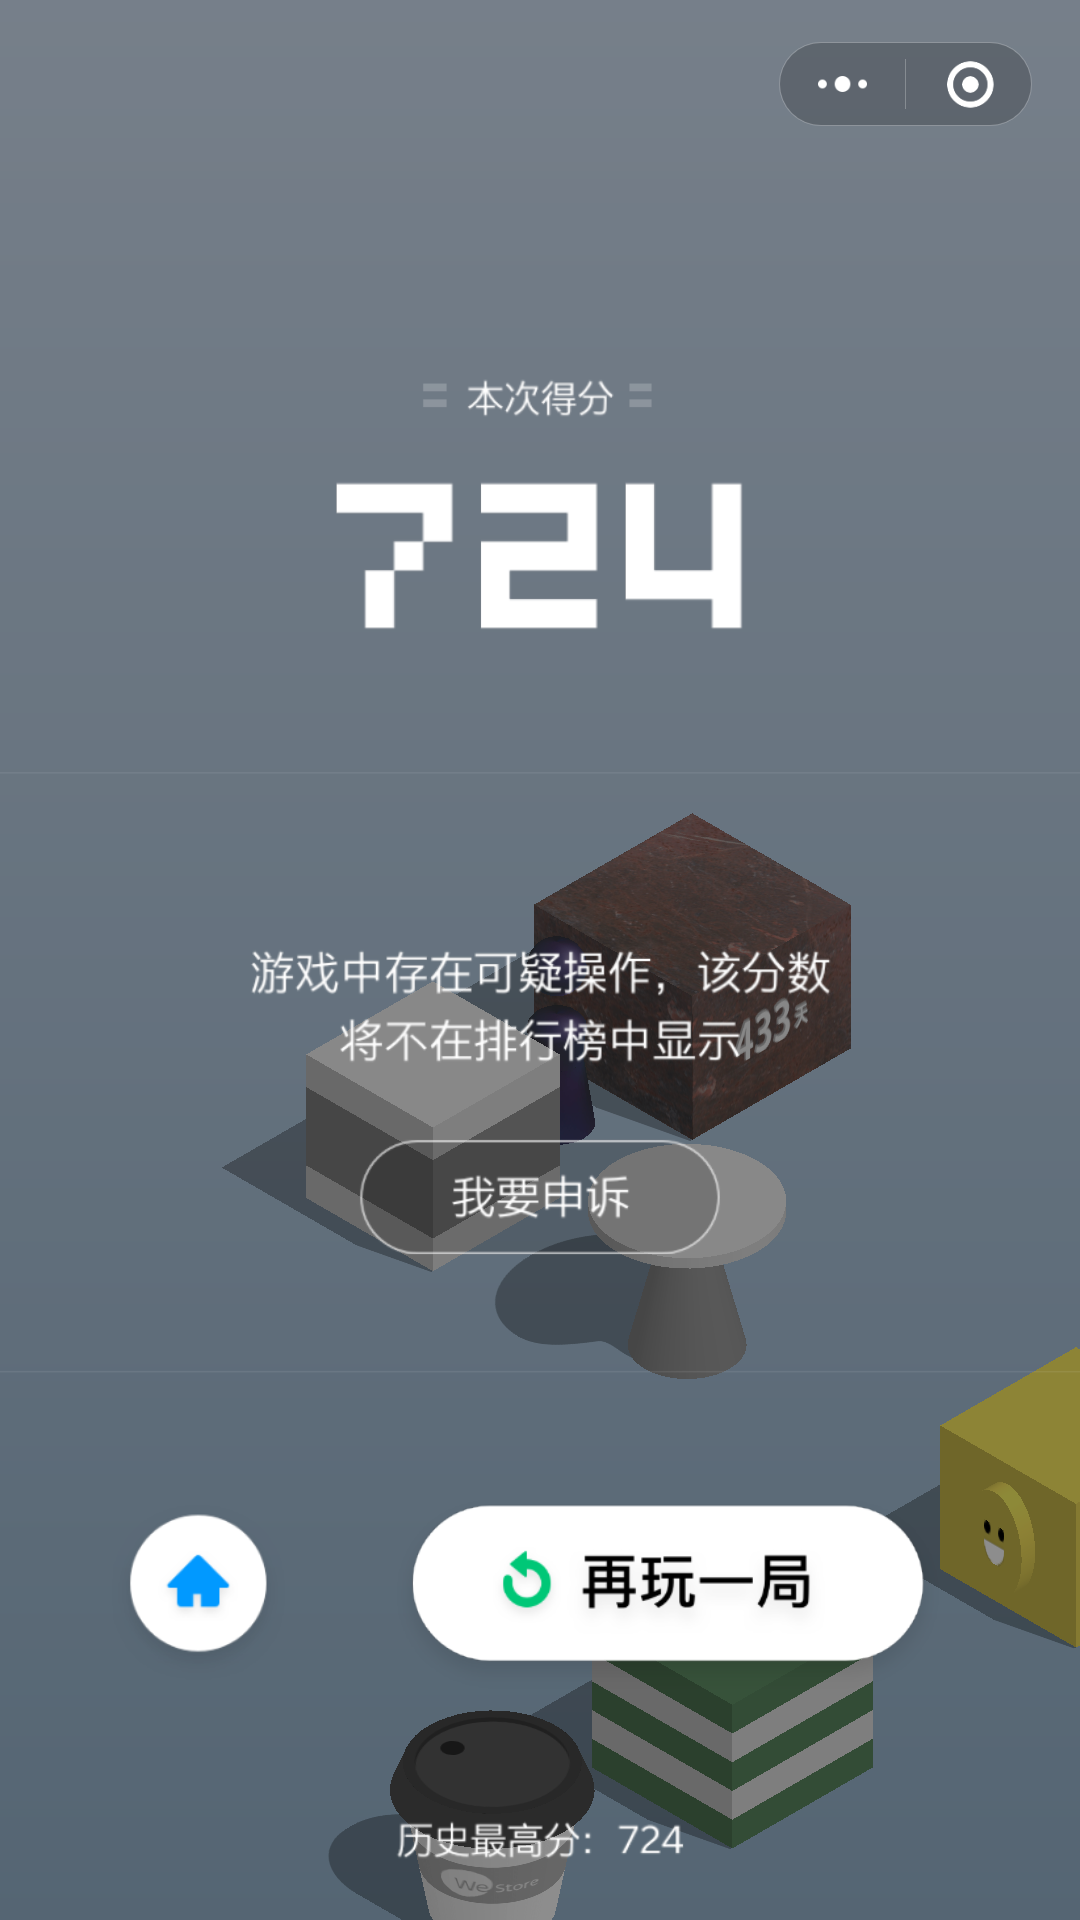 本次得分
724
游戏中存在可疑操作，该分数
将不在排行榜中显示
433天
我要申诉
再玩一局
历史最高分：724
We Store